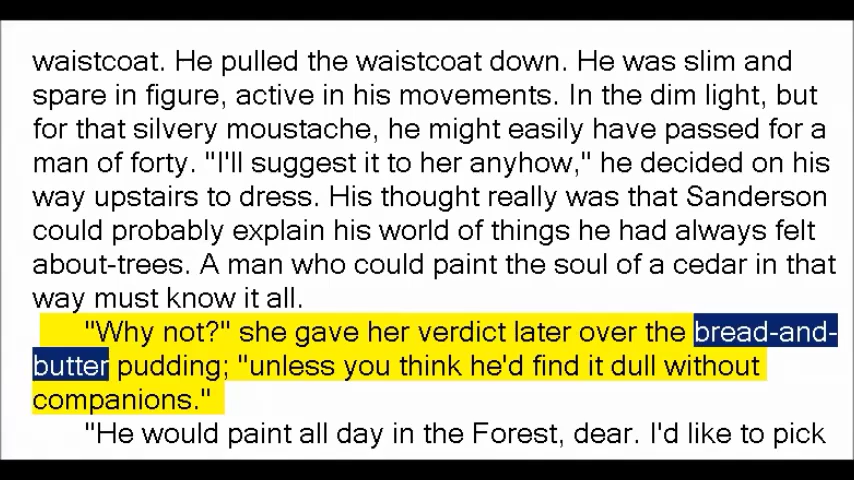 waistcoat. He pulled the waistcoat down. He was slim and
spare in figure, active in his movements. In the dim light, but
for that silvery moustache, he might easily have passed for a
man of forty. "I'll suggest it to her anyhow," he decided on his
way upstairs to dress. His thought really was that Sanderson
could probably explain his world of things he had always felt
about-trees. A man who could paint the soul of a cedar in that
way must know it all.
"Why not?" she gave her verdict later over the bread-and-
butter pudding; "unless you think he'd find it dull without
companions."
"He would paint all day in the Forest, dear. I'd like to pick